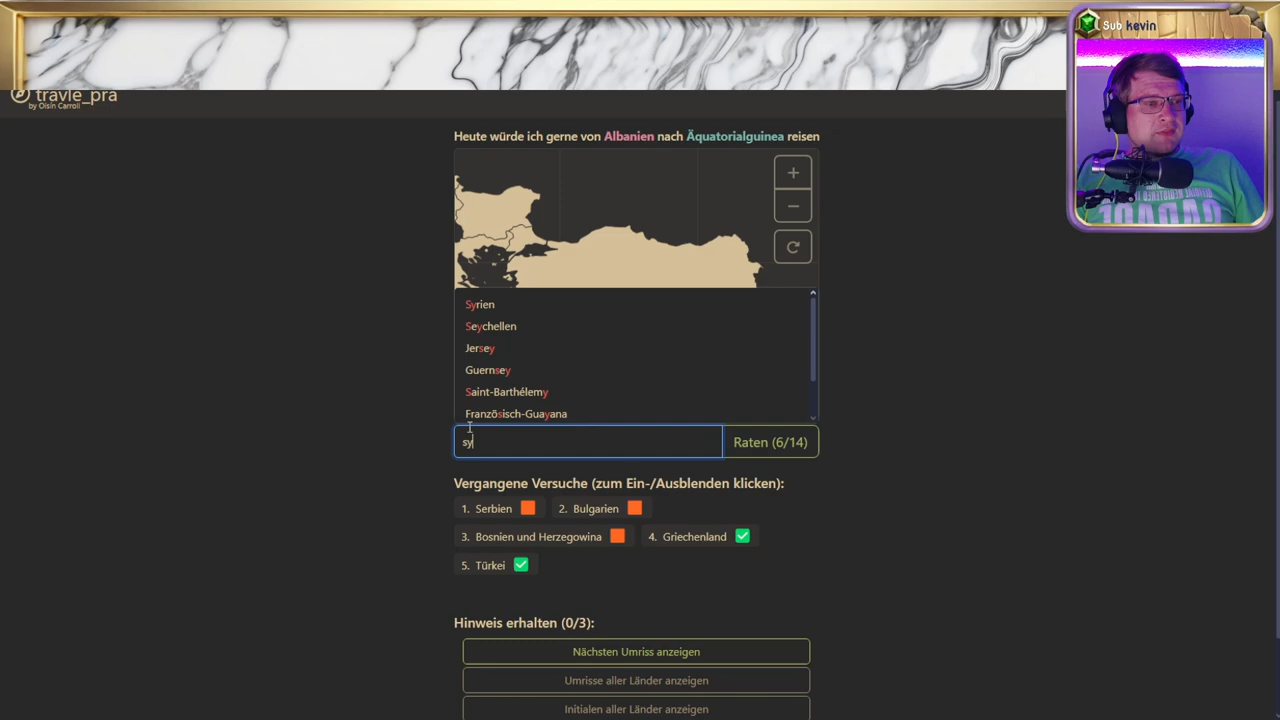 Sub kevin
travle_pra
by Oisín Carroll
Heute würde ich gerne von Albanien nach Äquatorialguinea reisen
Syrien
Seychellen
Jersey
Guernsey
Saint-Barthélemy
Französisch-Guayana
sy
Raten (6/14)
Vergangene Versuche (zum Ein-/Ausblenden klicken):
1. Serbien
2. Bulgarien
3. Bosnien und Herzegowina
4. Griechenland
5. Türkei
Hinweis erhalten (0/3):
Nächsten Umriss anzeigen
Umrisse aller Länder anzeigen
Initialen aller Länder anzeigen